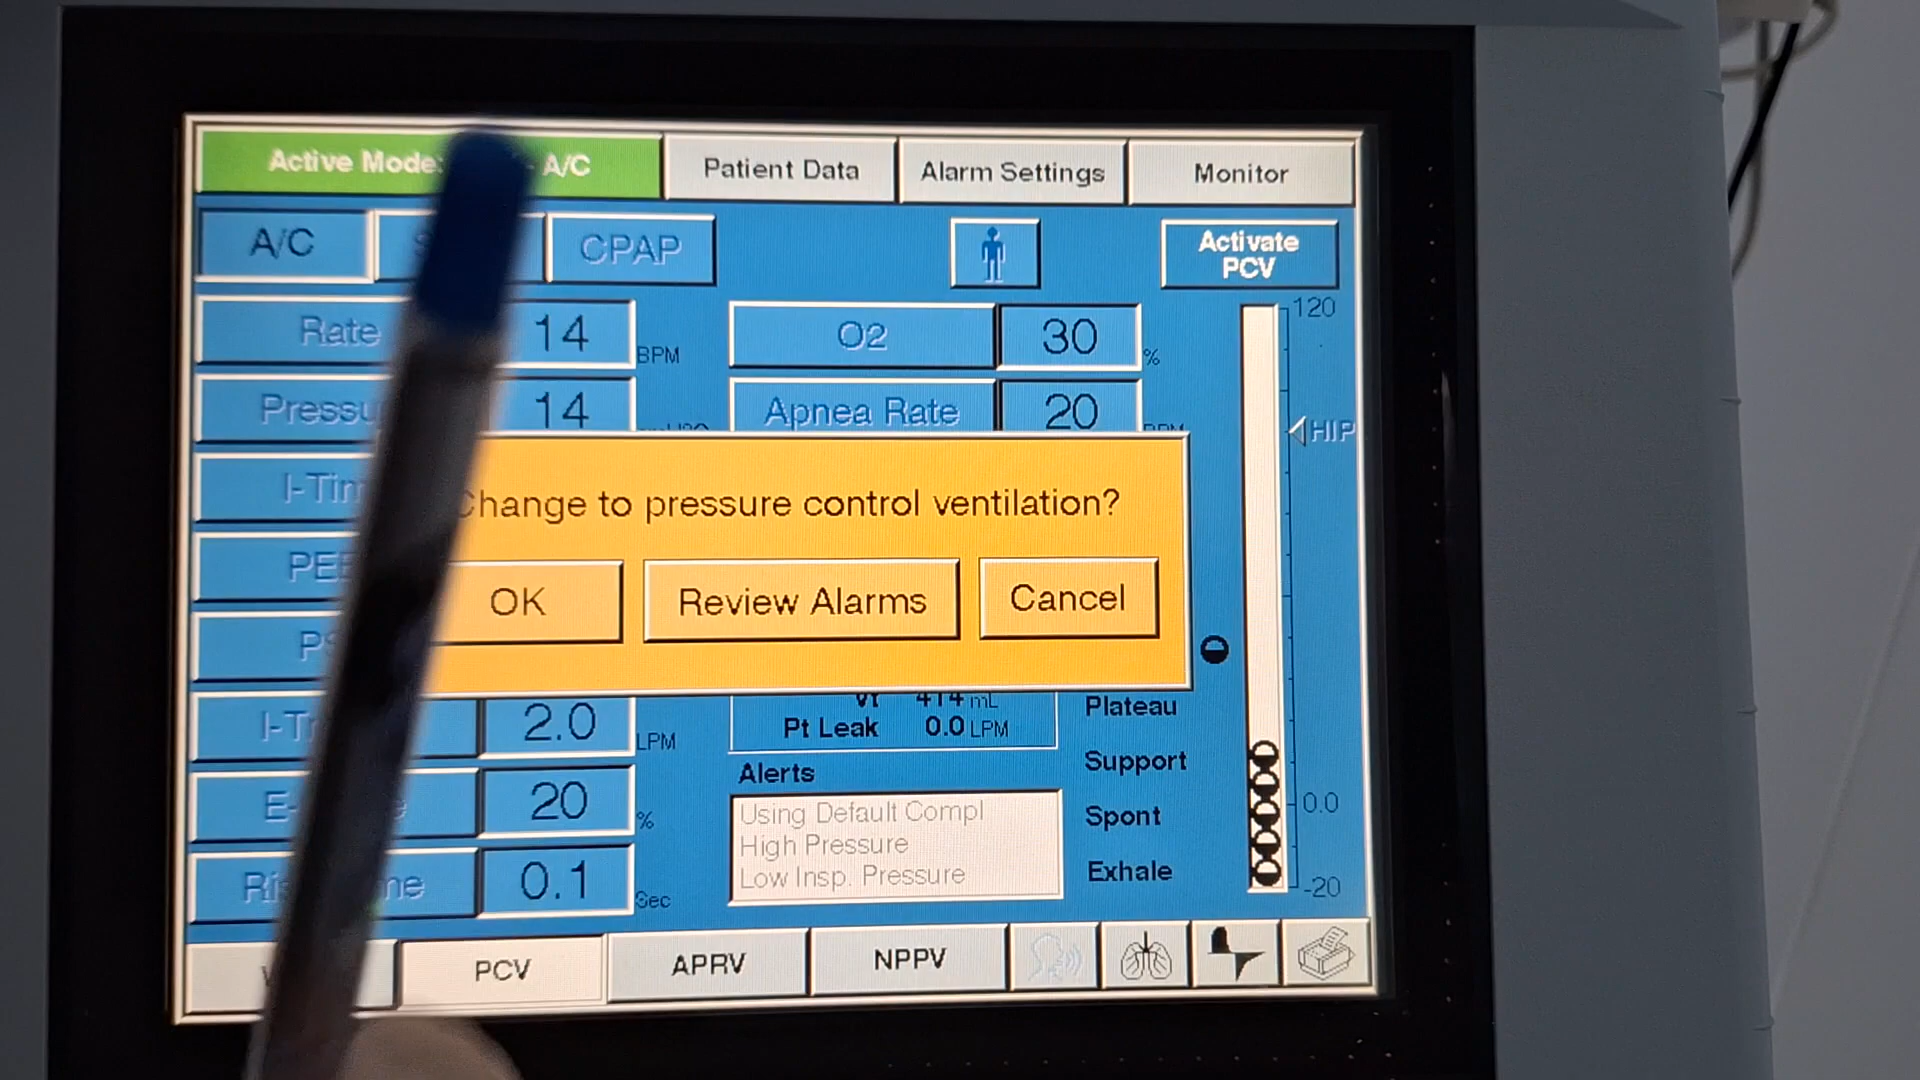 Active Mode: - A/C
Patient Data
Alarm Settings
Monitor
A/C
CPAP
Activate
PCV
Rate 14 BPM
O2 30 %
14
Apnea Rate 20
120
HIP
Change to pressure control ventilation?
OK
Review Alarms
Cancel
2.0 LPM
Vt 414 mL
Pt Leak 0.0 LPM
Plateau
Support
Spont
Exhale
20 %
0.1 Sec
Alerts
Using Default Compl
High Pressure
Low Insp. Pressure
0.0
-20
PCV
APRV
NPPV